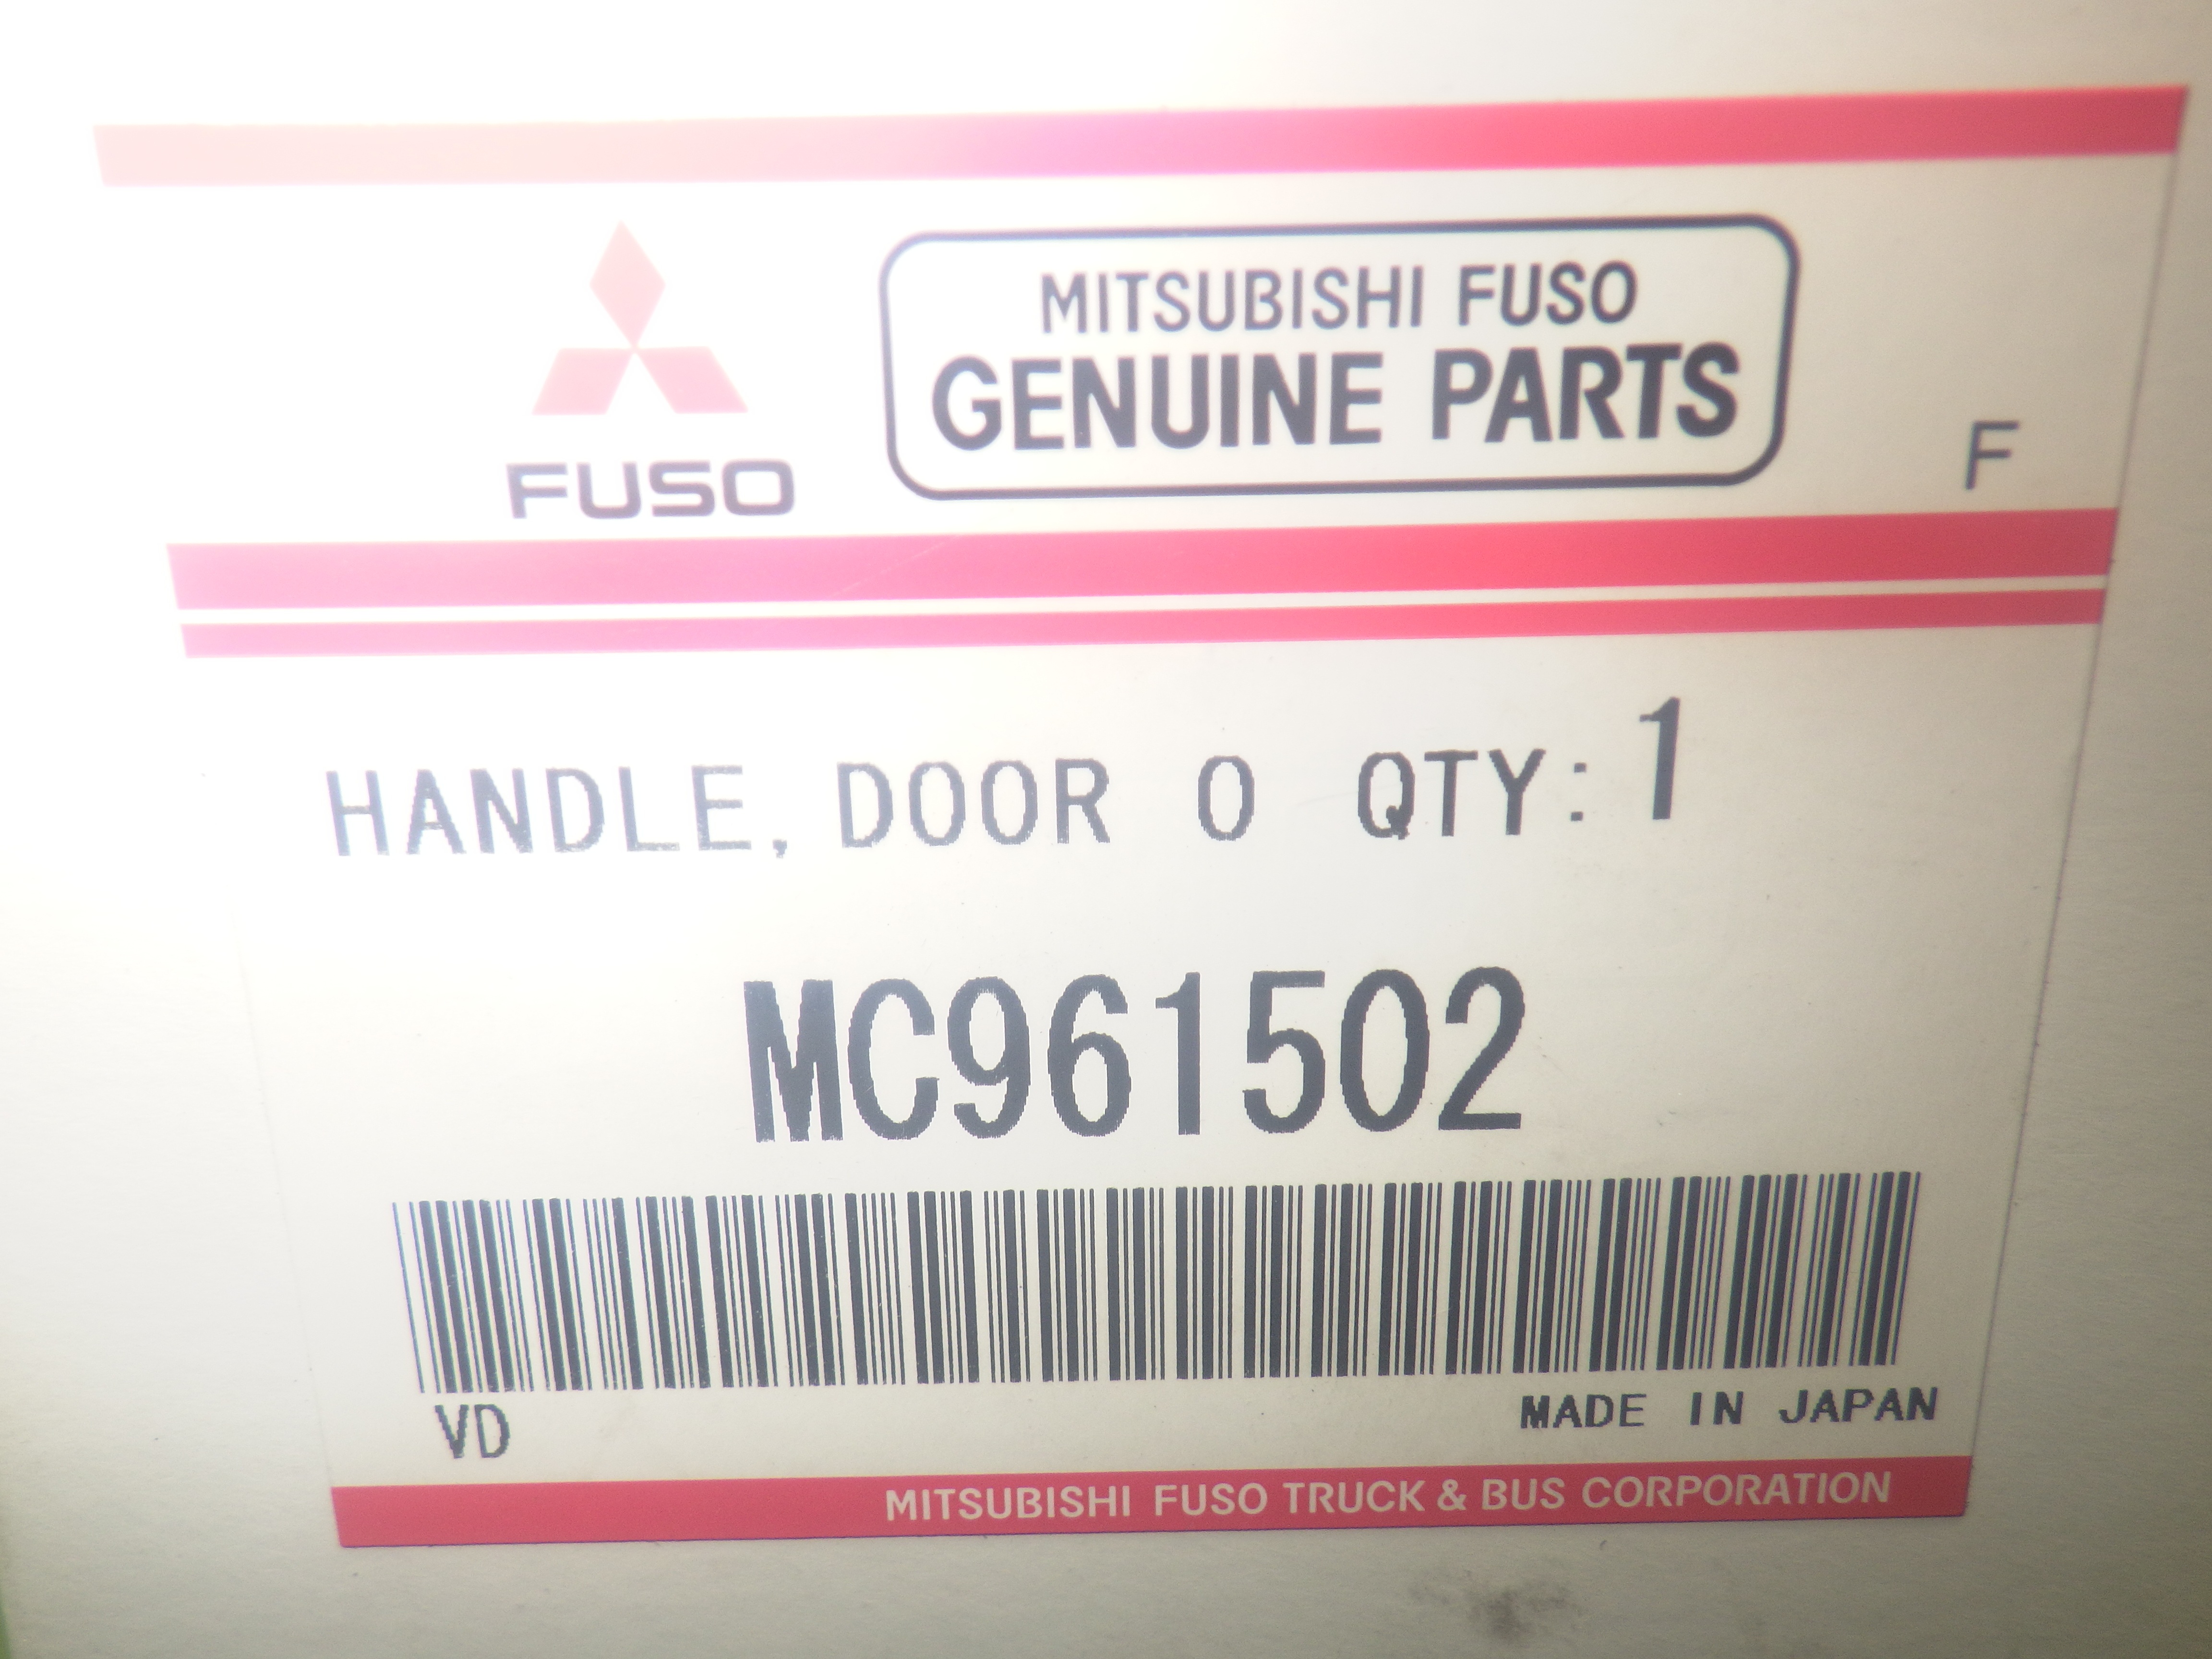 MITSUBISHI FUSO
GENUINE PARTS
FUSO
F
HANDLE, DOOR O QTY: 1
MC961502
VD
MADE IN JAPAN
MITSUBISHI FUSO TRUCK & BUS CORPORATION